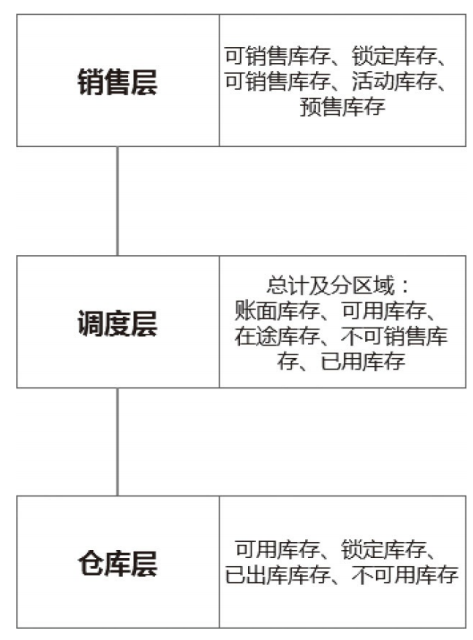 销售层
可销售库存、锁定库存、
可销售库存、活动库存、
预售库存
调度层
总计及分区域：
账面库存、可用库存、
在途库存、不可销售库
存、已用库存
仓库层
可用库存、锁定库存、
已出库库存、不可用库存